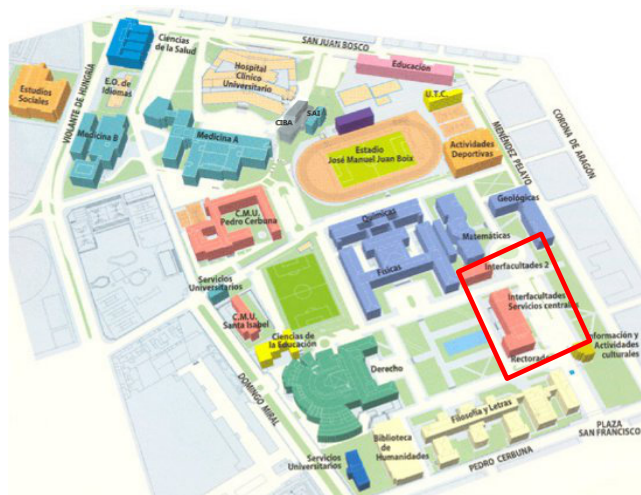 SAN JUAN BOSCO
Ciencias
de la Salud
Hospital
Clínico
Universitario
Educación
E.O. de
Idiomas
Estudios
Sociales
VIOLANTE DE HUNGRÍA
U.T.C.
CORONA DE ARAGÓN
MENÉNDEZ PELAYO
CIBA
SAI
Medicina B
Medicina A
Estadio
José Manuel Juan Boix
Actividades
Deportivas
C.M.U.
Pedro Cerbuna
Químicas
Geológicas
Matemáticas
Físicas
Interfacultades 2
Servicios
Universitarios
C.M.U.
Santa Isabel
Interfacultades
Servicios centrales
Ciencias de
la Educación
Información y
Actividades
culturales
Rectorado
Derecho
DOMINGO MIRAL
Filosofía y Letras
Biblioteca
de
Humanidades
PLAZA
SAN FRANCISCO
Servicios
Universitarios
PEDRO CERBUNA